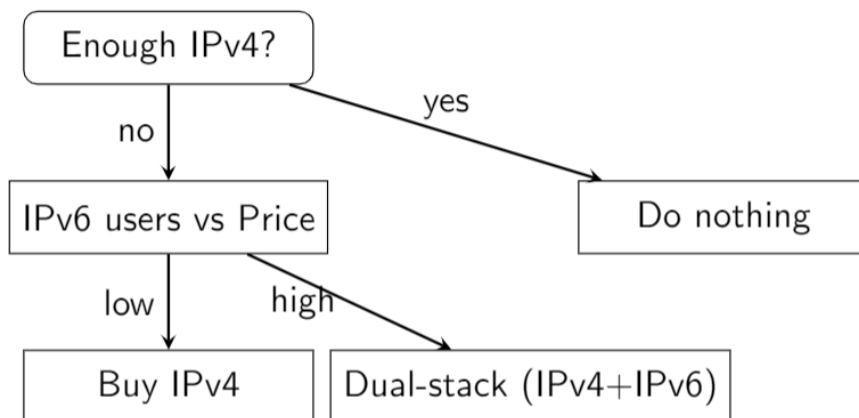 Enough IPv4?
yes
no
IPv6 users vs Price
Do nothing
low
high
Buy IPv4
Dual-stack (IPv4+IPv6)